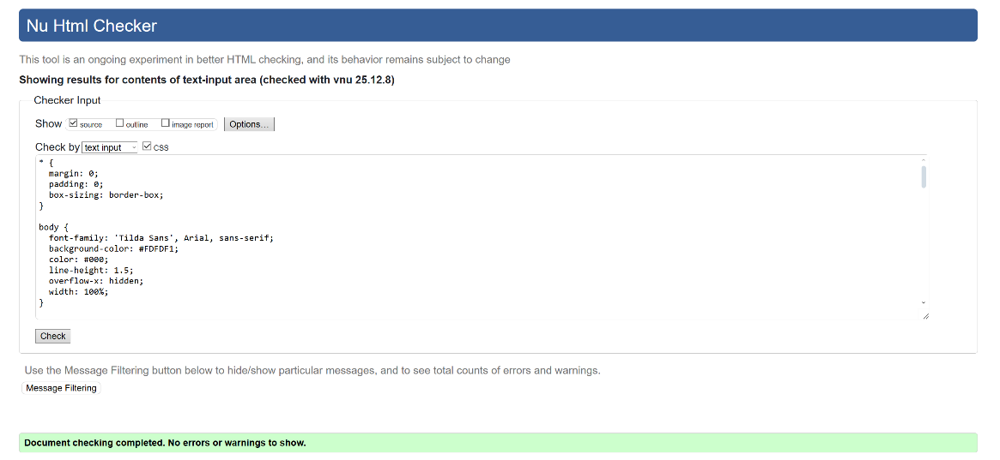 Nu Html Checker
This tool is an ongoing experiment in better HTML checking, and its behavior remains subject to change
Showing results for contents of text-input area (checked with vnu 25.12.8)
Checker Input
Show source outline image report Options...
Check by text input CSS
* {
  margin: 0;
  padding: 0;
  box-sizing: border-box;
}
body {
  font-family: 'Tilda Sans', Arial, sans-serif;
  background-color: #FDFDF1;
  color: #000;
  line-height: 1.5;
  overflow-x: hidden;
  width: 100%;
}
Check
Use the Message Filtering button below to hide/show particular messages, and to see total counts of errors and warnings.
Message Filtering
Document checking completed. No errors or warnings to show.